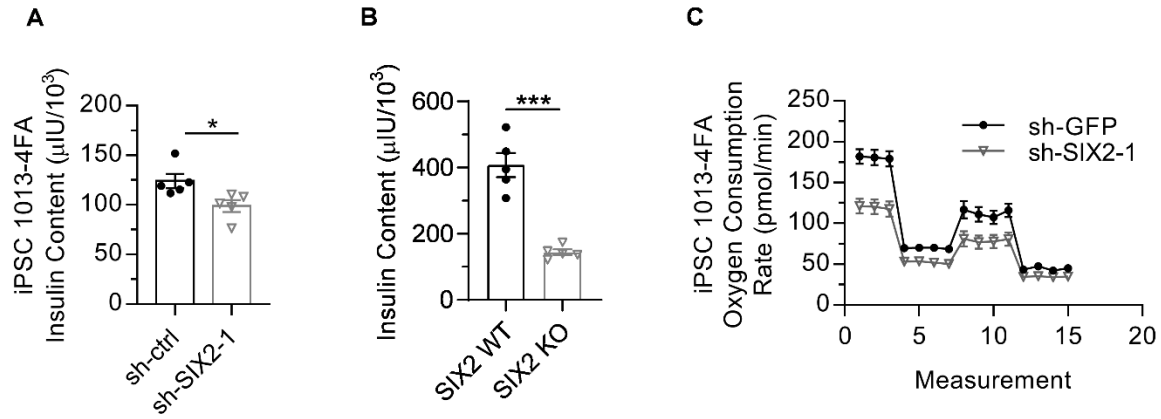 A
iPSC 1013-4FA
Insulin Content (μIU/10³)
200
150
100
50
0
*
sh-ctrl
sh-SIX2-1
B
Insulin Content (μIU/10³)
600
400
200
0
***
SIX2 WT
SIX2 KO
C
iPSC 1013-4FA
Oxygen Consumption
Rate (pmol/min)
250
200
150
100
50
0
sh-GFP
sh-SIX2-1
0 5 10 15 20
Measurement